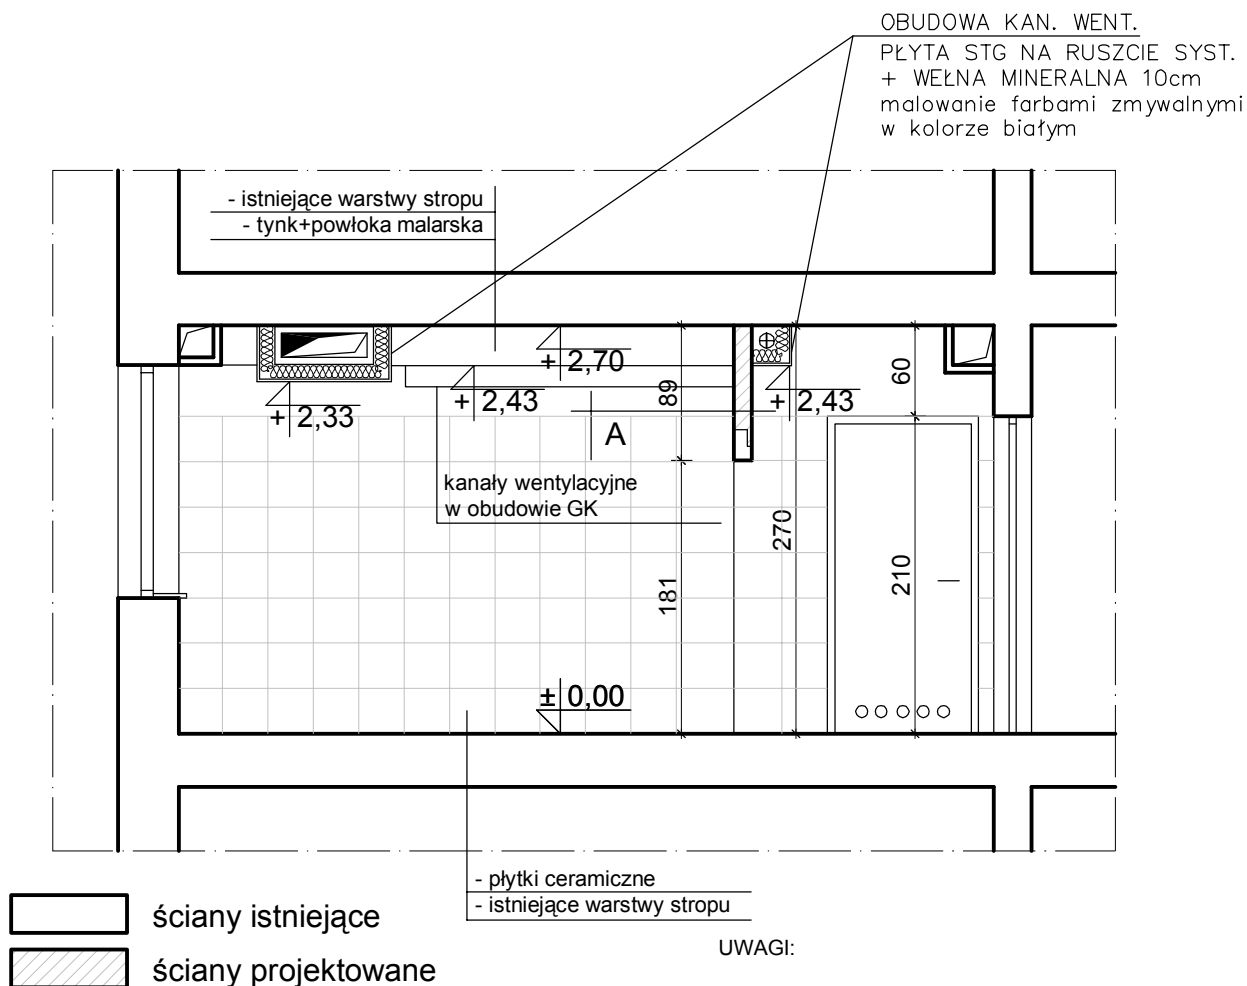 OBUDOWA KAN. WENT.
PŁYTA STG NA RUSZCIE SYST.
+ WEŁNA MINERALNA 10cm
malowanie farbami zmywalnymi
w kolorze białym
- istniejące warstwy stropu
- tynk+powłoka malarska
+ 2,70
+ 2,33
+ 2,43
+ 2,43
89
60
A
kanały wentylacyjne
w obudowie GK
270
210
181
± 0,00
- płytki ceramiczne
- istniejące warstwy stropu
ściany istniejące
UWAGI:
ściany projektowane